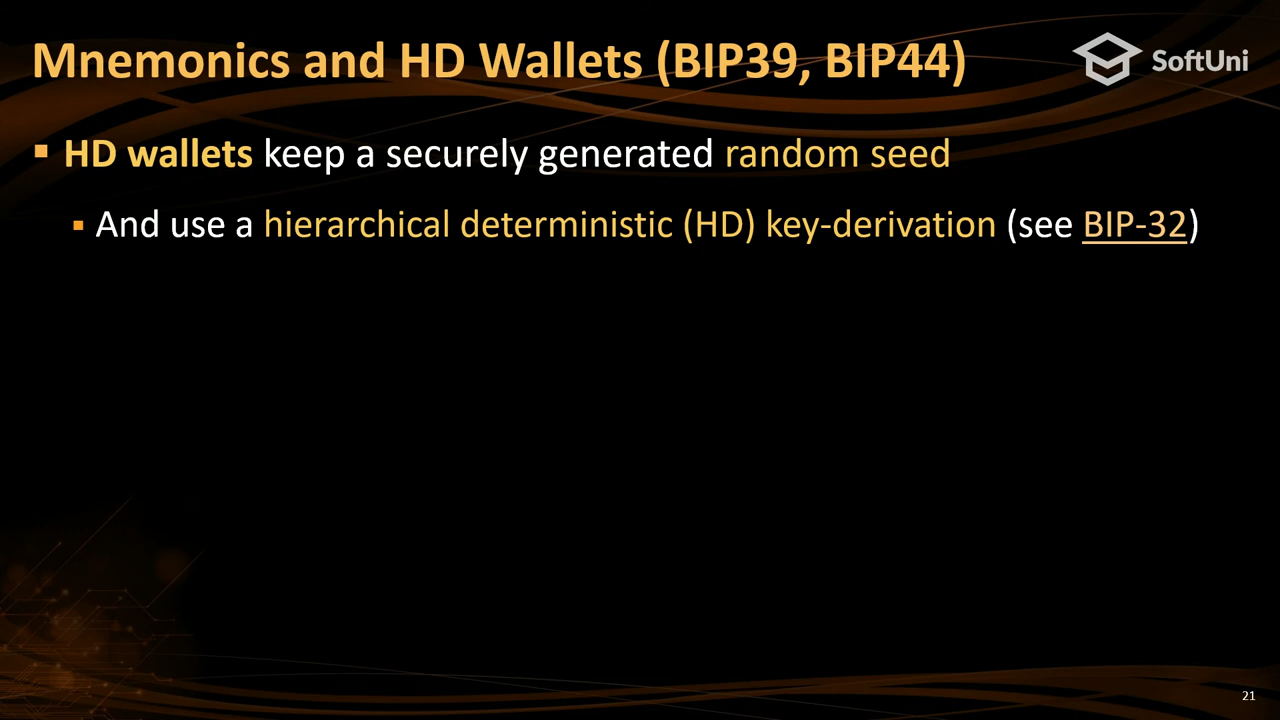 Mnemonics and HD Wallets (BIP39, BIP44)
SoftUni
▪ HD wallets keep a securely generated random seed
▪ And use a hierarchical deterministic (HD) key-derivation (see BIP-32)
21